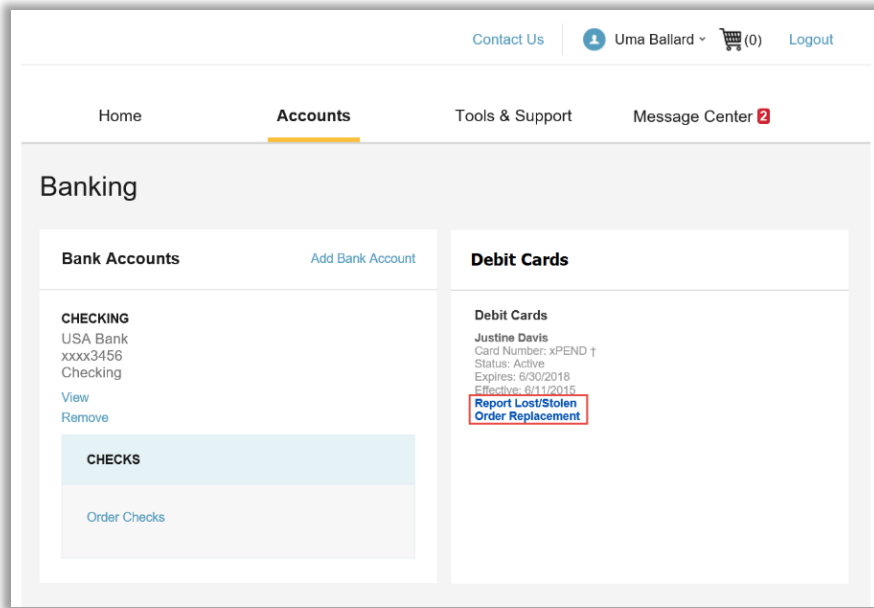 Contact Us
Uma Ballard
(0)
Logout
Home
Accounts
Tools & Support
Message Center 2
Banking
Bank Accounts
Add Bank Account
CHECKING
USA Bank
xxxx3456
Checking
View
Remove
CHECKS
Order Checks
Debit Cards
Debit Cards
Justine Davis
Card Number: xPEND †
Status: Active
Expires: 6/30/2018
Effective: 6/11/2015
Report Lost/Stolen
Order Replacement